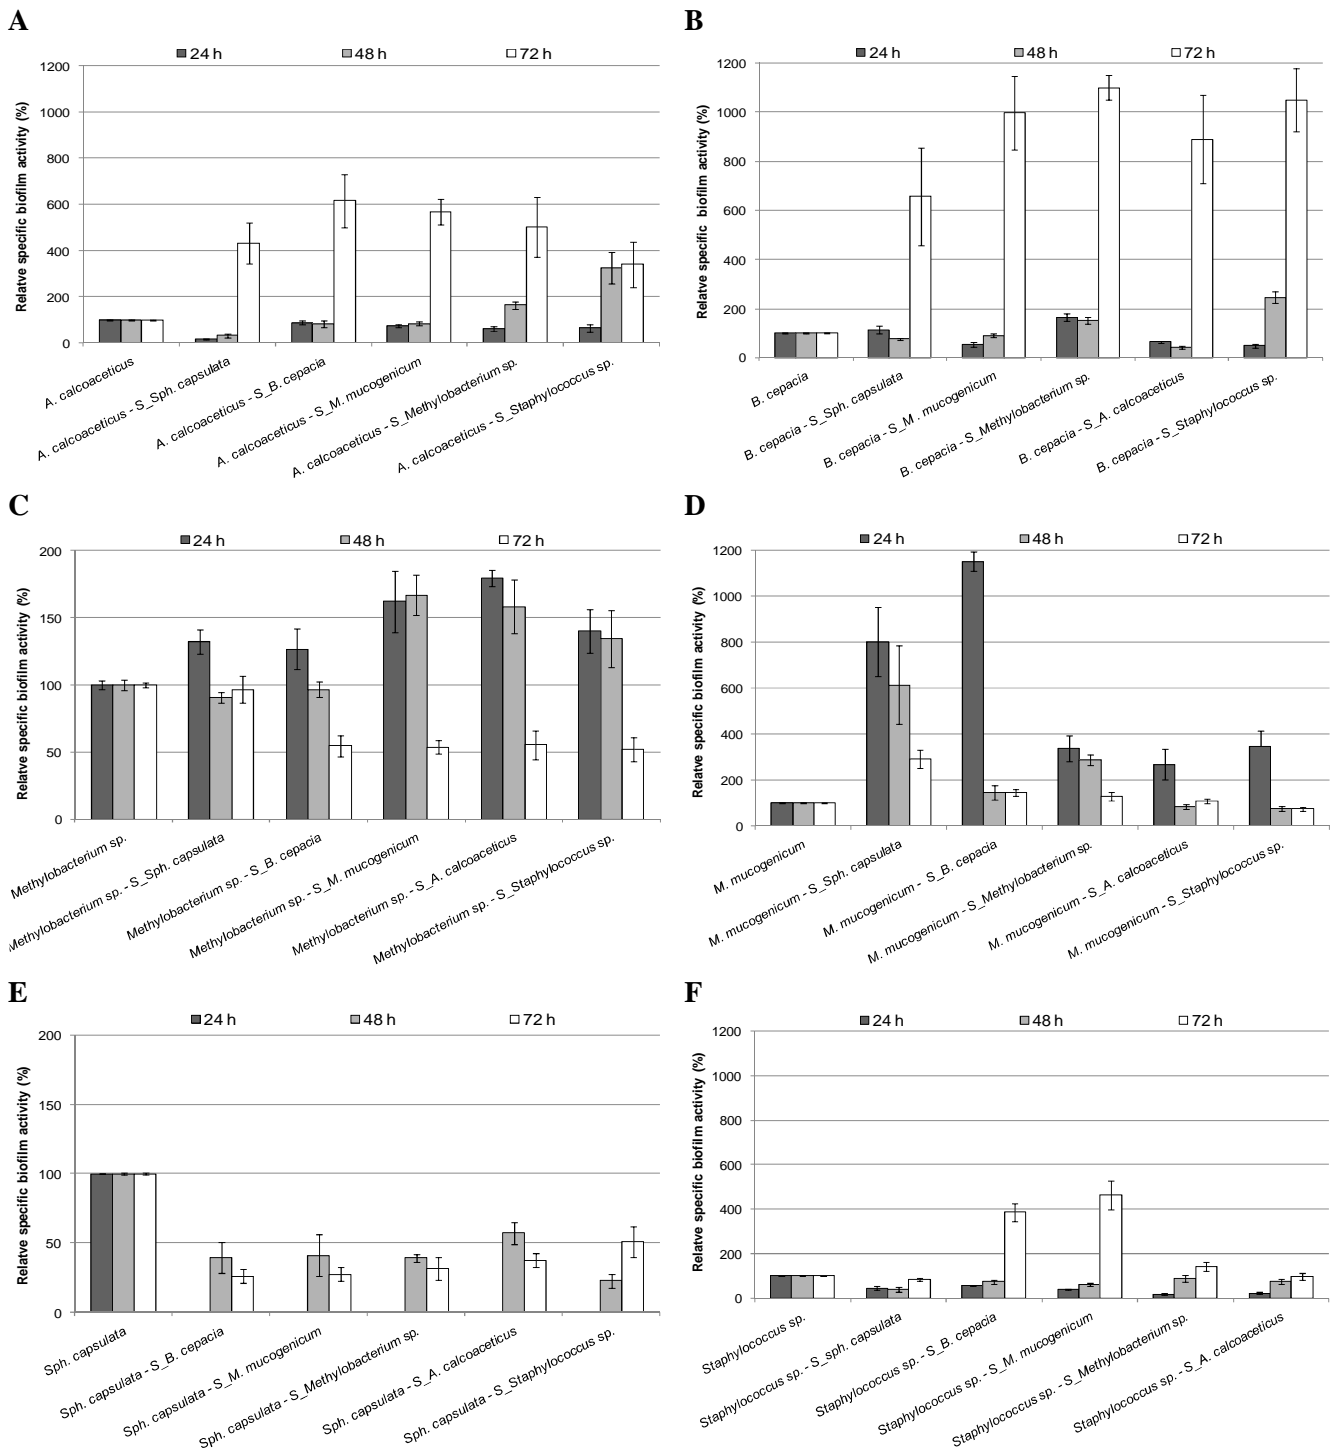 A
24 h 48 h 72 h
Relatve specific biofilm activity (%)
1200
1000
800
600
400
200
0
A. calcoaceticus
A. calcoaceticus - S_Sph. capsulata
A. calcoaceticus - S_B. cepacia
A. calcoaceticus - S_M. mucogenicum
A. calcoaceticus - S_Methylobacterium sp.
A. calcoaceticus - S_Staphylococcus sp.
B
24 h 48 h 72 h
Relatve specific biofilm activity (%)
1200
1000
800
600
400
200
0
B. cepacia
B. cepacia - S_Sph. capsulata
B. cepacia - S_M. mucogenicum
B. cepacia - S_Methylobacterium sp.
B. cepacia - S_A. calcoaceticus
B. cepacia - S_Staphylococcus sp.
C
24 h 48 h 72 h
Relatve specific biofilm activity (%)
200
150
100
50
0
Methylobacterium sp.
Methylobacterium sp. - S_Sph. capsulata
Methylobacterium sp. - S_B. cepacia
Methylobacterium sp. - S_M. mucogenicum
Methylobacterium sp. - S_A. calcoaceticus
Methylobacterium sp. - S_Staphylococcus sp.
D
24 h 48 h 72 h
Relatve specific biofilm activity (%)
1200
1000
800
600
400
200
0
M. mucogenicum
M. mucogenicum - S_Sph. capsulata
M. mucogenicum - S_B. cepacia
M. mucogenicum - S_Methylobacterium sp.
M. mucogenicum - S_A. calcoaceticus
M. mucogenicum - S_Staphylococcus sp.
E
24 h 48 h 72 h
Relatve specific biofilm activity (%)
200
150
100
50
0
Sph. capsulata
Sph. capsulata - S_B. cepacia
Sph. capsulata - S_M. mucogenicum
Sph. capsulata - S_Methylobacterium sp.
Sph. capsulata - S_A. calcoaceticus
Sph. capsulata - S_Staphylococcus sp.
F
24 h 48 h 72 h
Relatve specific biofilm activity (%)
1200
1000
800
600
400
200
0
Staphylococcus sp.
Staphylococcus sp. - S_sph. capsulata
Staphylococcus sp. - S_B. cepacia
Staphylococcus sp. - S_M. mucogenicum
Staphylococcus sp. - S_Methylobacterium sp.
Staphylococcus sp. - S_A. calcoaceticus